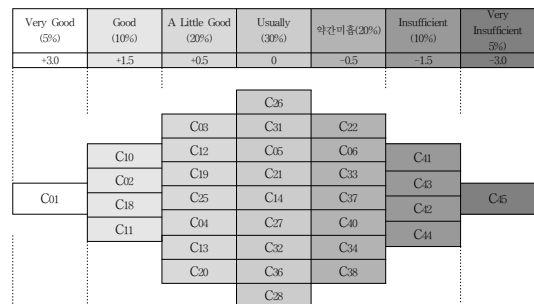 Very Good
(5%)
Good
(10%)
A Little Good
(20%)
Usually
(30%)
약간미흡(20%)
Insufficient
(10%)
Very
Insufficient
5%)
+3.0
+1.5
+0.5
0
-0.5
-1.5
-3.0
C26
C03
C31
C22
C10
C12
C05
C06
C41
C02
C19
C21
C33
C43
C01
C18
C25
C14
C37
C42
C45
C11
C04
C27
C40
C44
C13
C32
C34
C20
C36
C38
C28